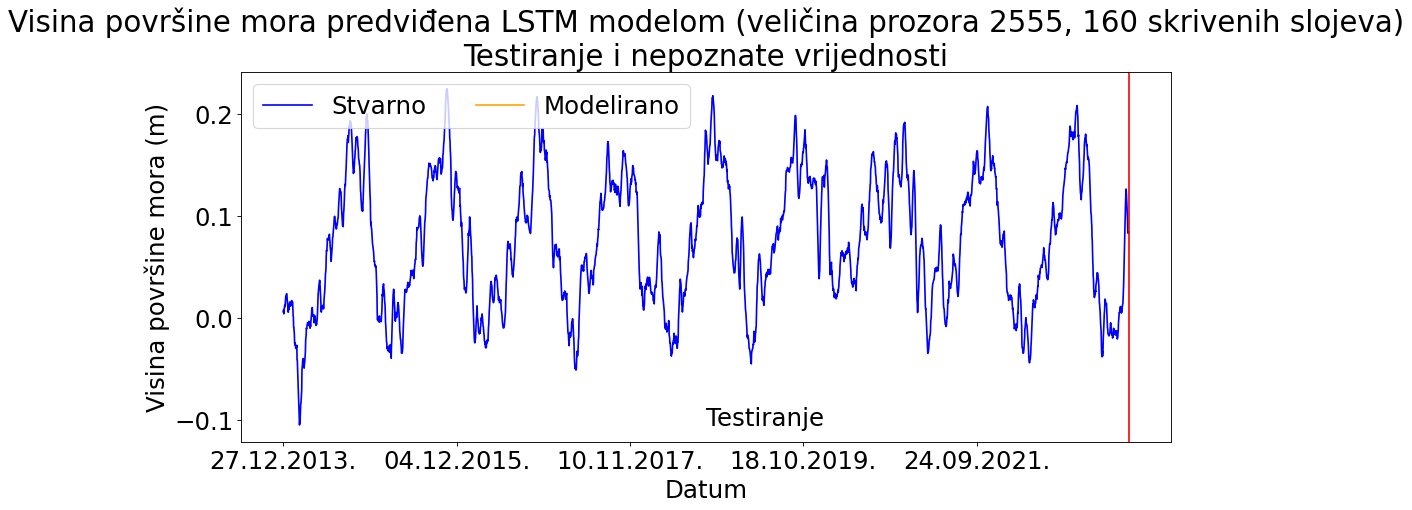 Visina površine mora predviđena LSTM modelom (veličina prozora 2555, 160 skrivenih slojeva)
Testiranje i nepoznate vrijednosti
Stvarno Modelirano
Visina površine mora (m)
0.2
0.1
0.0
−0.1
Testiranje
27.12.2013. 04.12.2015. 10.11.2017. 18.10.2019. 24.09.2021.
Datum